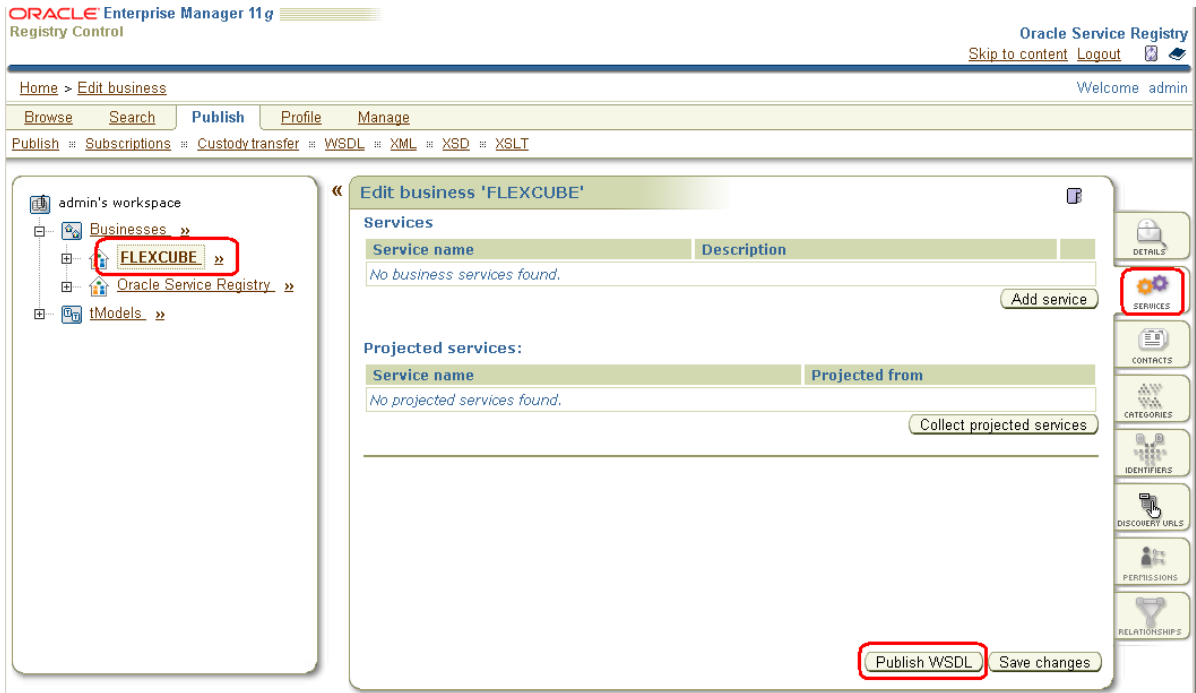 ORACLE Enterprise Manager 11g
Registry Control
Oracle Service Registry
Skip to content Logout
Home > Edit business
Welcome admin
Browse Search Publish Profile Manage
Publish Subscriptions Custody transfer WSDL XML XSD XSLT
admin's workspace
Businesses »
FLEXCUBE »
Oracle Service Registry »
tModels »
«
Edit business 'FLEXCUBE'
Services
Service name Description
No business services found.
Add service
Projected services:
Service name Projected from
No projected services found.
Collect projected services
Publish WSDL Save changes
DETAILS
SERVICES
CONTACTS
CATEGORIES
IDENTIFIERS
DISCOVERY URLS
PERMISSIONS
RELATIONSHIPS